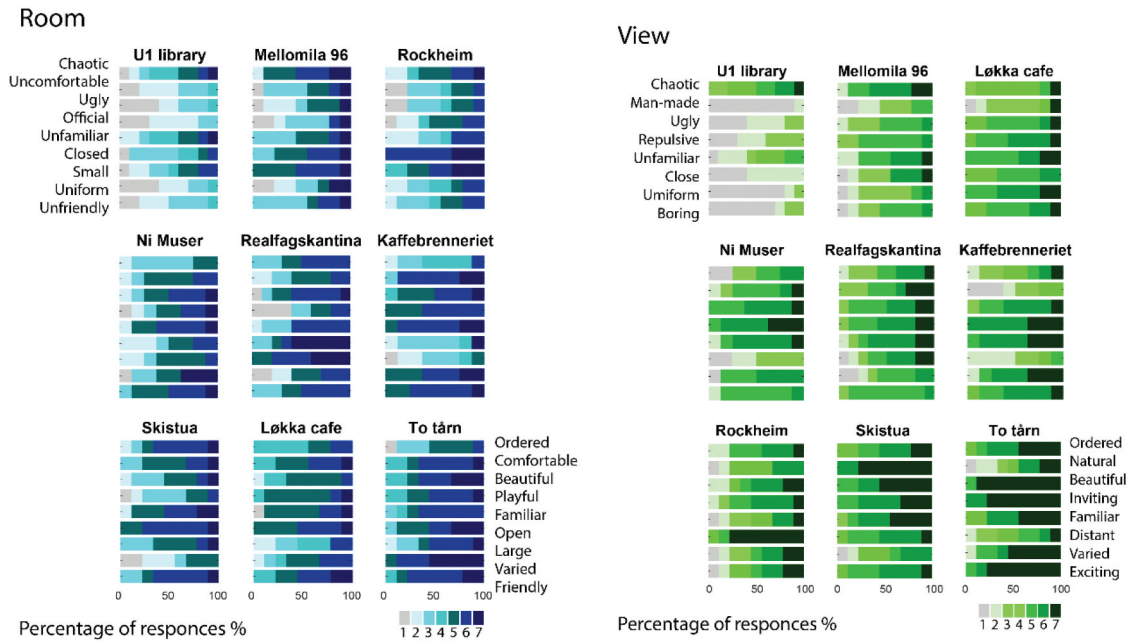 Room
U1 library Mellomila 96 Rockheim
Chaotic
Uncomfortable
Ugly
Official
Unfamiliar
Closed
Small
Uniform
Unfriendly
Ni Muser Realfagskantina Kaffebrenneriet
Skistua Løkka cafe To tårn
Ordered
Comfortable
Beautiful
Playful
Familiar
Open
Large
Varied
Friendly
0 50 100 0 50 100 0 50 100
1 2 3 4 5 6 7
Percentage of responces %
View
U1 library Mellomila 96 Løkka cafe
Chaotic
Man-made
Ugly
Repulsive
Unfamiliar
Close
Umiform
Boring
Ni Muser Realfagskantina Kaffebrenneriet
Rockheim Skistua To tårn
Ordered
Natural
Beautiful
Inviting
Familiar
Distant
Varied
Exciting
0 50 100 0 50 100 0 50 100
1 2 3 4 5 6 7
Percentage of responces %